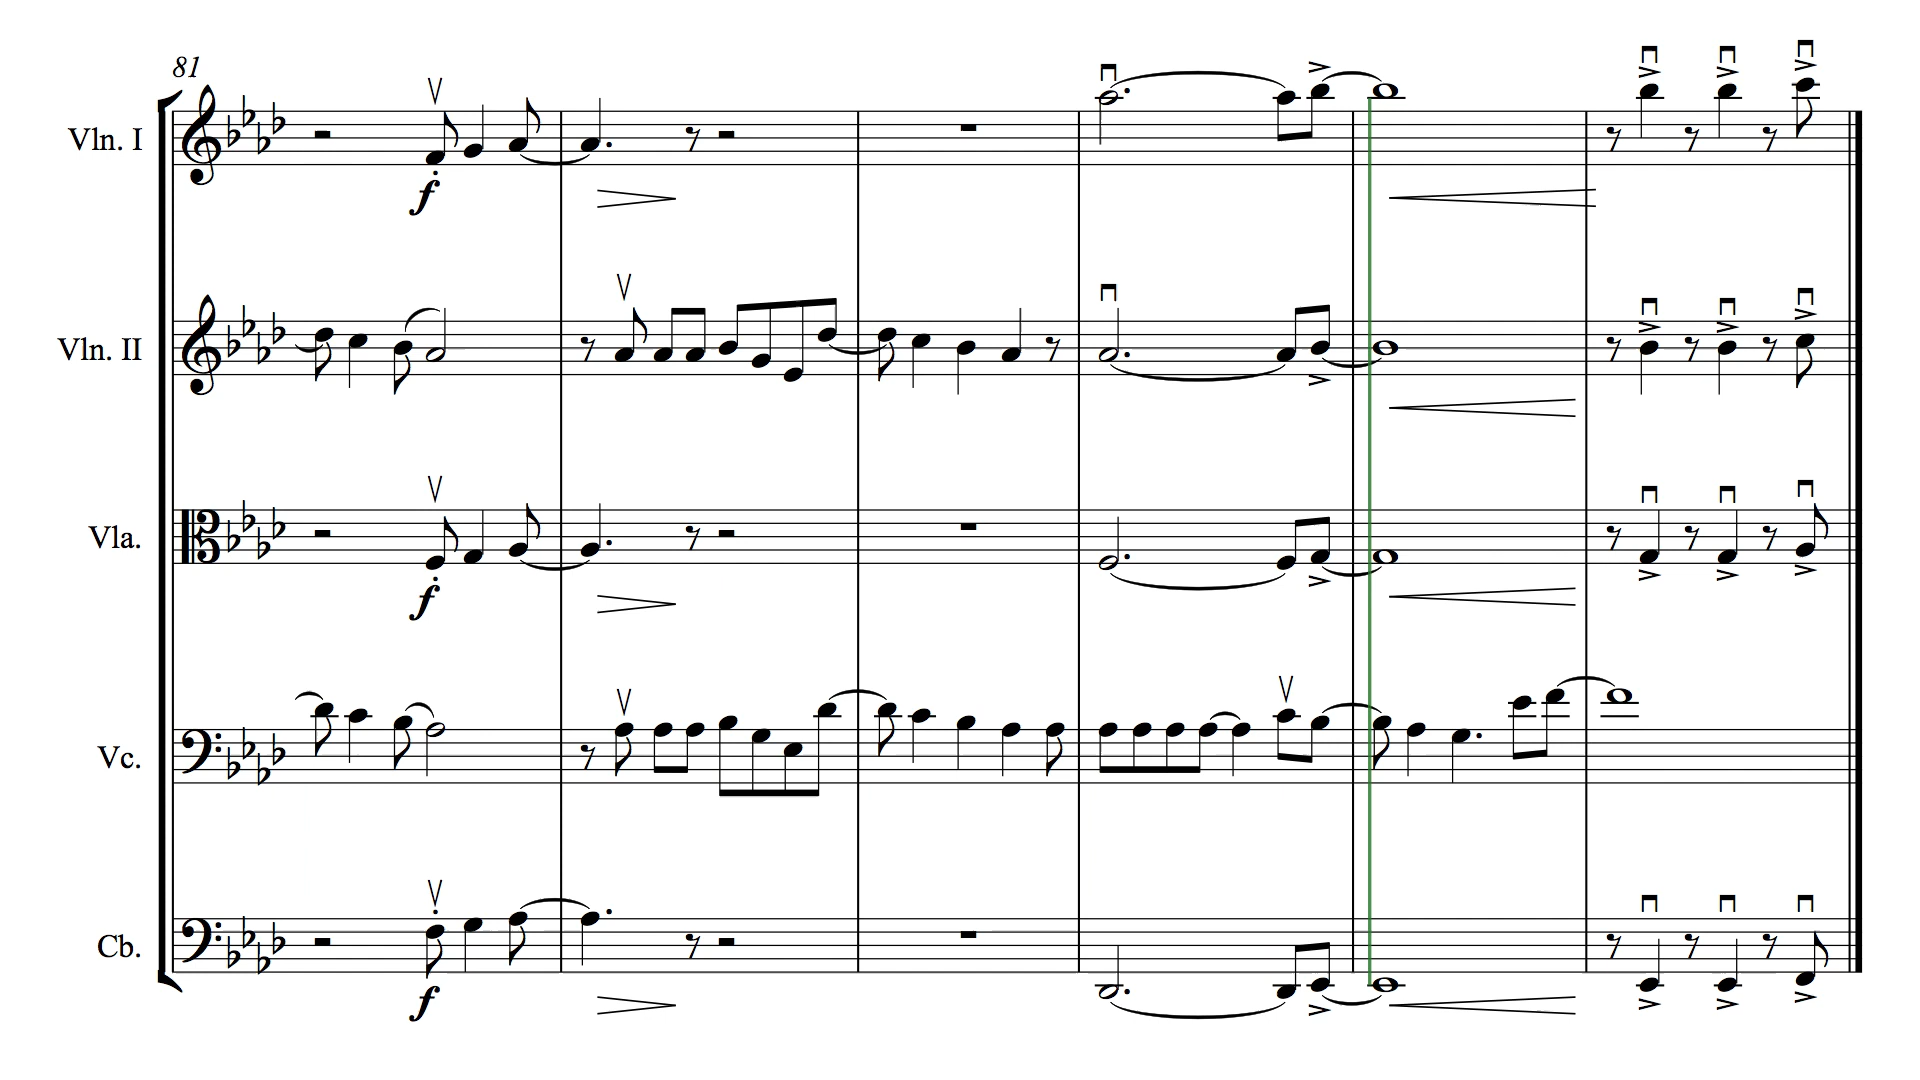 81
Vln. I
f
Vln. II
Vla.
f
Vc.
Cb.
f